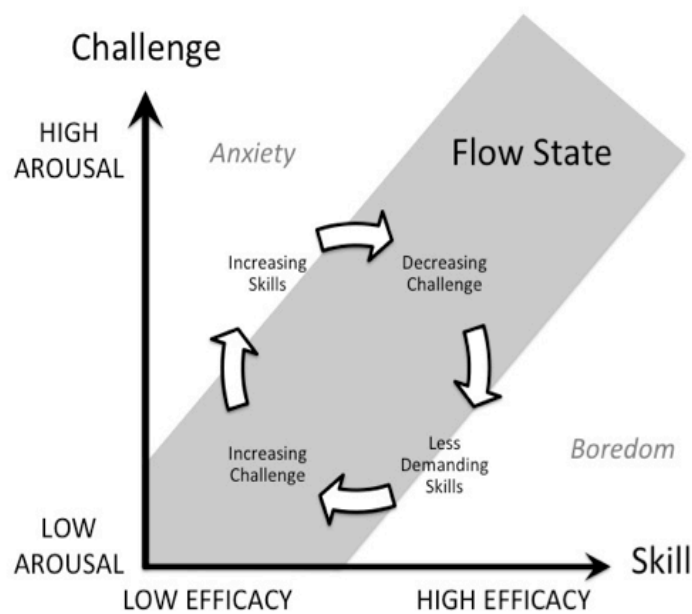 Challenge
HIGH
AROUSAL
Anxiety
Flow State
Increasing
Skills
Decreasing
Challenge
Increasing
Challenge
Less
Demanding
Skills
Boredom
LOW
AROUSAL
Skill
LOW EFFICACY
HIGH EFFICACY